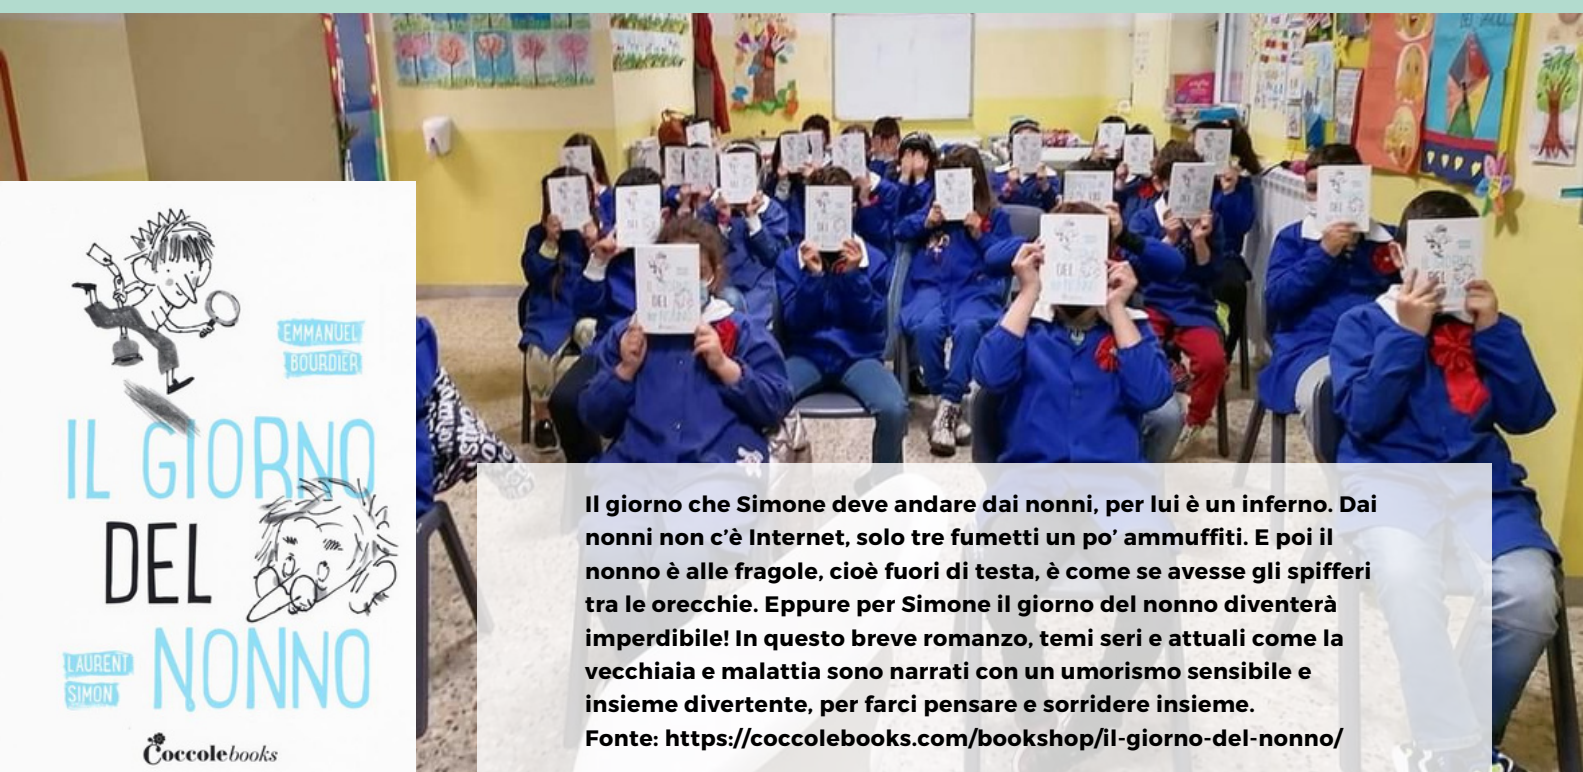 EMMANUEL
BOURDIER
IL GIORNO
DEL
NONNO
LAURENT
SIMON
Coccole books
Il giorno che Simone deve andare dai nonni, per lui è un inferno. Dai
nonni non c'è Internet, solo tre fumetti un po' ammuffiti. E poi il
nonno è alle fragole, cioè fuori di testa, è come se avesse gli spifferi
tra le orecchie. Eppure per Simone il giorno del nonno diventerà
imperdibile! In questo breve romanzo, temi seri e attuali come la
vecchiaia e malattia sono narrati con un umorismo sensibile e
insieme divertente, per farci pensare e sorridere insieme.
Fonte: https://coccolebooks.com/bookshop/il-giorno-del-nonno/